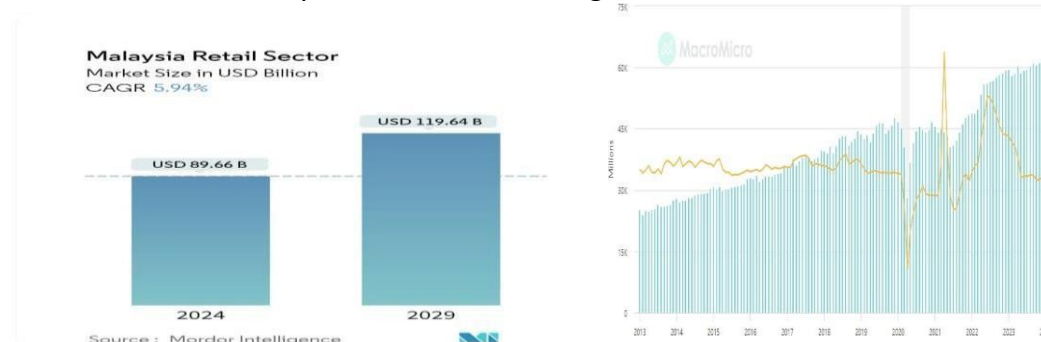 Malaysia Retail Sector
Market Size in USD Billion
CAGR 5.94%
USD 119.64 B
USD 89.66 B
2024
2029
Source : Mordor Intelligence
MacroMicro
75K
60K
45K
30K
15K
0
Millions
2013
2014
2015
2016
2017
2018
2019
2020
2021
2022
2023